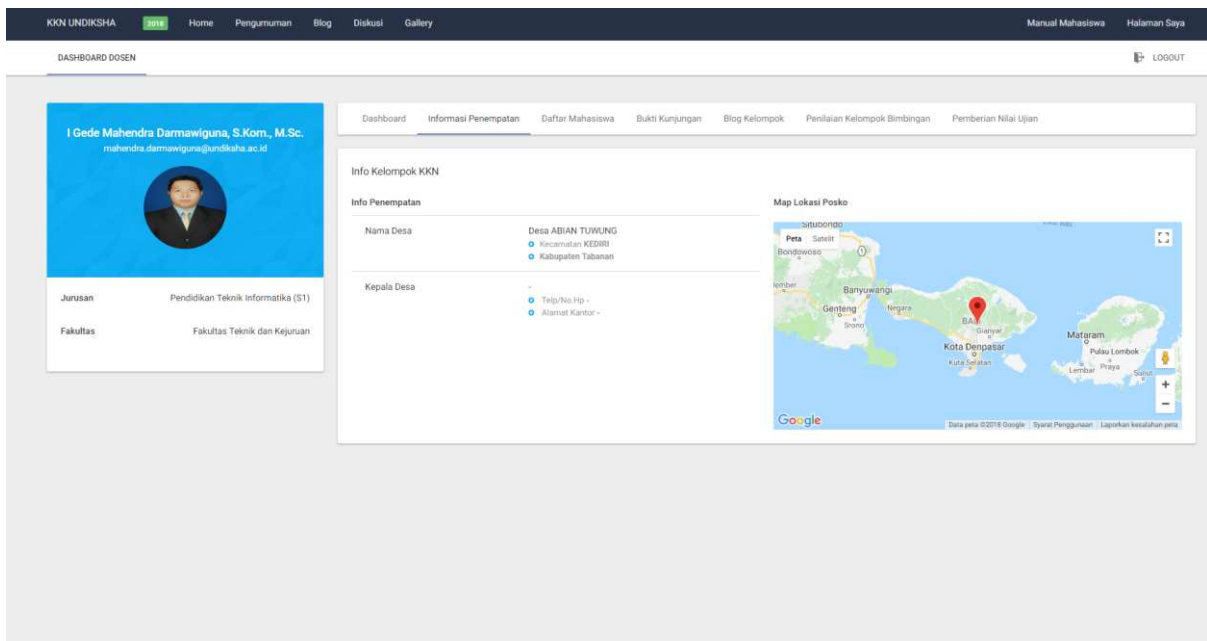 KKN UNDIKSHA 2018 Home Pengumuman Blog Diskusi Gallery Manual Mahasiswa Halaman Saya
DASHBOARD DOSEN LOGOUT
I Gede Mahendra Darmawiguna, S.Kom., M.Sc.
mahendra.darmawiguna@undiksha.ac.id
Jurusan Pendidikan Teknik Informatika (S1)
Fakultas Fakultas Teknik dan Kejuruan
Dashboard Informasi Penempatan Daftar Mahasiswa Bukti Kunjungan Blog Kelompok Penilaian Kelompok Bimbingan Pemberian Nilai Ujian
Info Kelompok KKN
Info Penempatan
Nama Desa Desa ABIAN TUWUNG
Kecamatan KEDIRI
Kabupaten Tabanan
Kepala Desa -
Telp/No.Hp -
Alamat Kantor -
Map Lokasi Posko
Situbondo
Peta Satelit
Bondowoso
1
Banyuwangi
Genteng Negara
Srono
Gianyar
Kota Denpasar
Kuta Selatan
Mataram
Pulau Lombok
Lembar Praya
Google
Data peta ©2018 Google Syarat Penggunaan Laporkan kesalahan peta